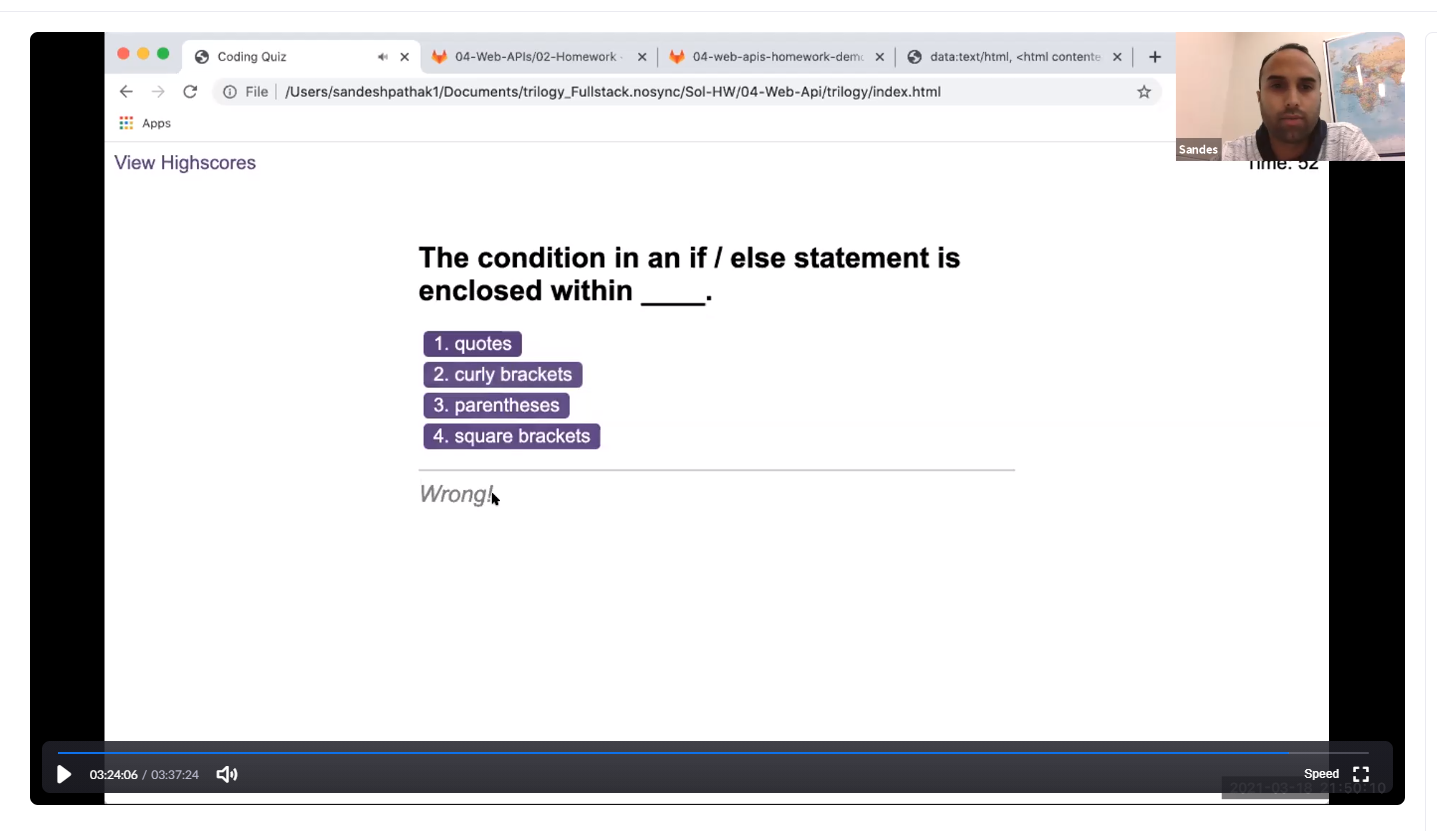 Coding Quiz
04-Web-APIs/02-Homework
04-web-apis-homework-demo
data:text/html, <html contente
File /Users/sandeshpathak1/Documents/trilogy_Fullstack.nosync/Sol-HW/04-Web-Api/trilogy/index.html
Apps
Sandes
View Highscores
Time: 52
The condition in an if / else statement is
enclosed within ____.
1. quotes
2. curly brackets
3. parentheses
4. square brackets
Wrong!
03:24:06 / 03:37:24
Speed
2021-03-18 21:50:10